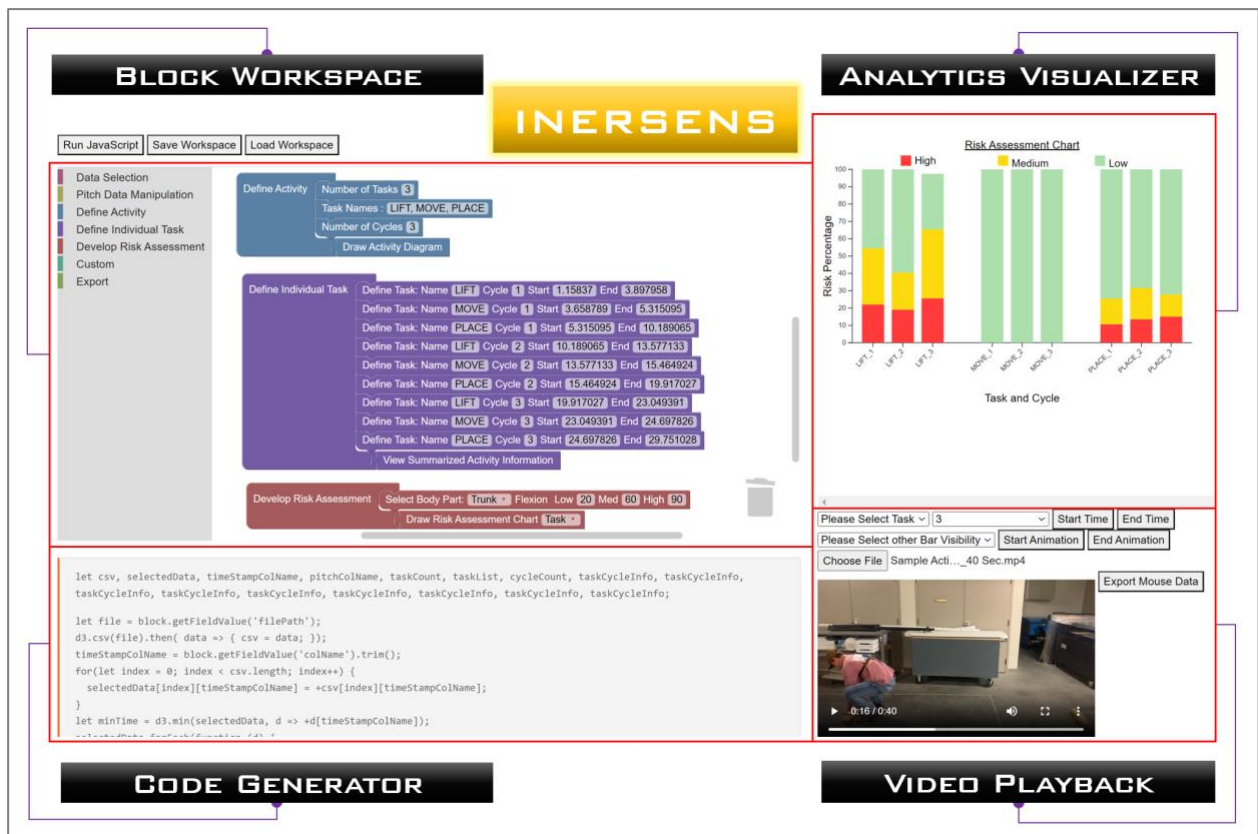 BLOCK WORKSPACE
ANALYTICS VISUALIZER
INERSENS
Run JavaScript Save Workspace Load Workspace
Data Selection
Pitch Data Manipulation
Define Activity
Define Individual Task
Develop Risk Assessment
Custom
Export
Define Activity Number of Tasks 3
Task Names : LIFT, MOVE, PLACE
Number of Cycles 3
Draw Activity Diagram
Define Individual Task Define Task: Name LIFT Cycle 1 Start 1.15837 End 3.897958
Define Task: Name MOVE Cycle 1 Start 3.658789 End 5.315095
Define Task: Name PLACE Cycle 1 Start 5.315095 End 10.189065
Define Task: Name LIFT Cycle 2 Start 10.189065 End 13.577133
Define Task: Name MOVE Cycle 2 Start 13.577133 End 15.464924
Define Task: Name PLACE Cycle 2 Start 15.464924 End 19.917027
Define Task: Name LIFT Cycle 3 Start 19.917027 End 23.049391
Define Task: Name MOVE Cycle 3 Start 23.049391 End 24.697826
Define Task: Name PLACE Cycle 3 Start 24.697826 End 29.751028
View Summarized Activity Information
Develop Risk Assessment Select Body Part: Trunk Flexion Low 20 Med 60 High 90
Draw Risk Assessment Chart Task
Risk Assessment Chart
High Medium Low
Risk Percentage
100
90
80
70
60
50
40
30
20
10
0
LIFT_1 LIFT_2 LIFT_3 MOVE_1 MOVE_2 MOVE_3 PLACE_1 PLACE_2 PLACE_3
Task and Cycle
Please Select Task 3 Start Time End Time
Please Select other Bar Visibility Start Animation End Animation
Choose File Sample Acti…_40 Sec.mp4
Export Mouse Data
0:16 / 0:40
let csv, selectedData, timeStampColName, pitchColName, taskCount, taskList, cycleCount, taskCycleInfo, taskCycleInfo,
taskCycleInfo, taskCycleInfo, taskCycleInfo, taskCycleInfo, taskCycleInfo, taskCycleInfo, taskCycleInfo;
let file = block.getFieldValue('filePath');
d3.csv(file).then( data => { csv = data; });
timeStampColName = block.getFieldValue('colName').trim();
for(let index = 0; index < csv.length; index++) {
selectedData[index][timeStampColName] = +csv[index][timeStampColName];
}
let minTime = d3.min(selectedData, d => +d[timeStampColName]);
CODE GENERATOR
VIDEO PLAYBACK